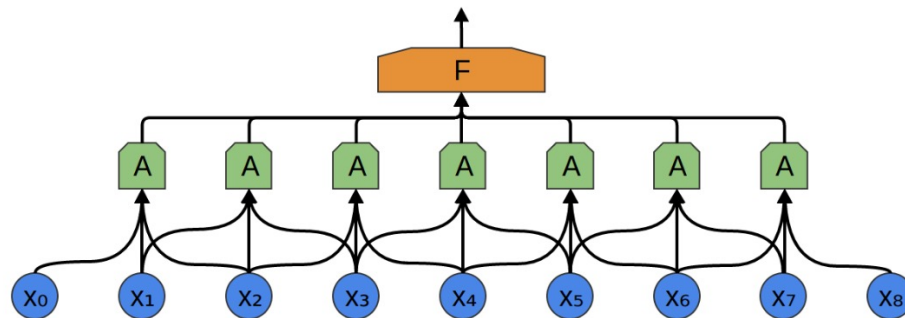 F
A A A A A A A
x₀ x₁ x₂ x₃ x₄ x₅ x₆ x₇ x₈